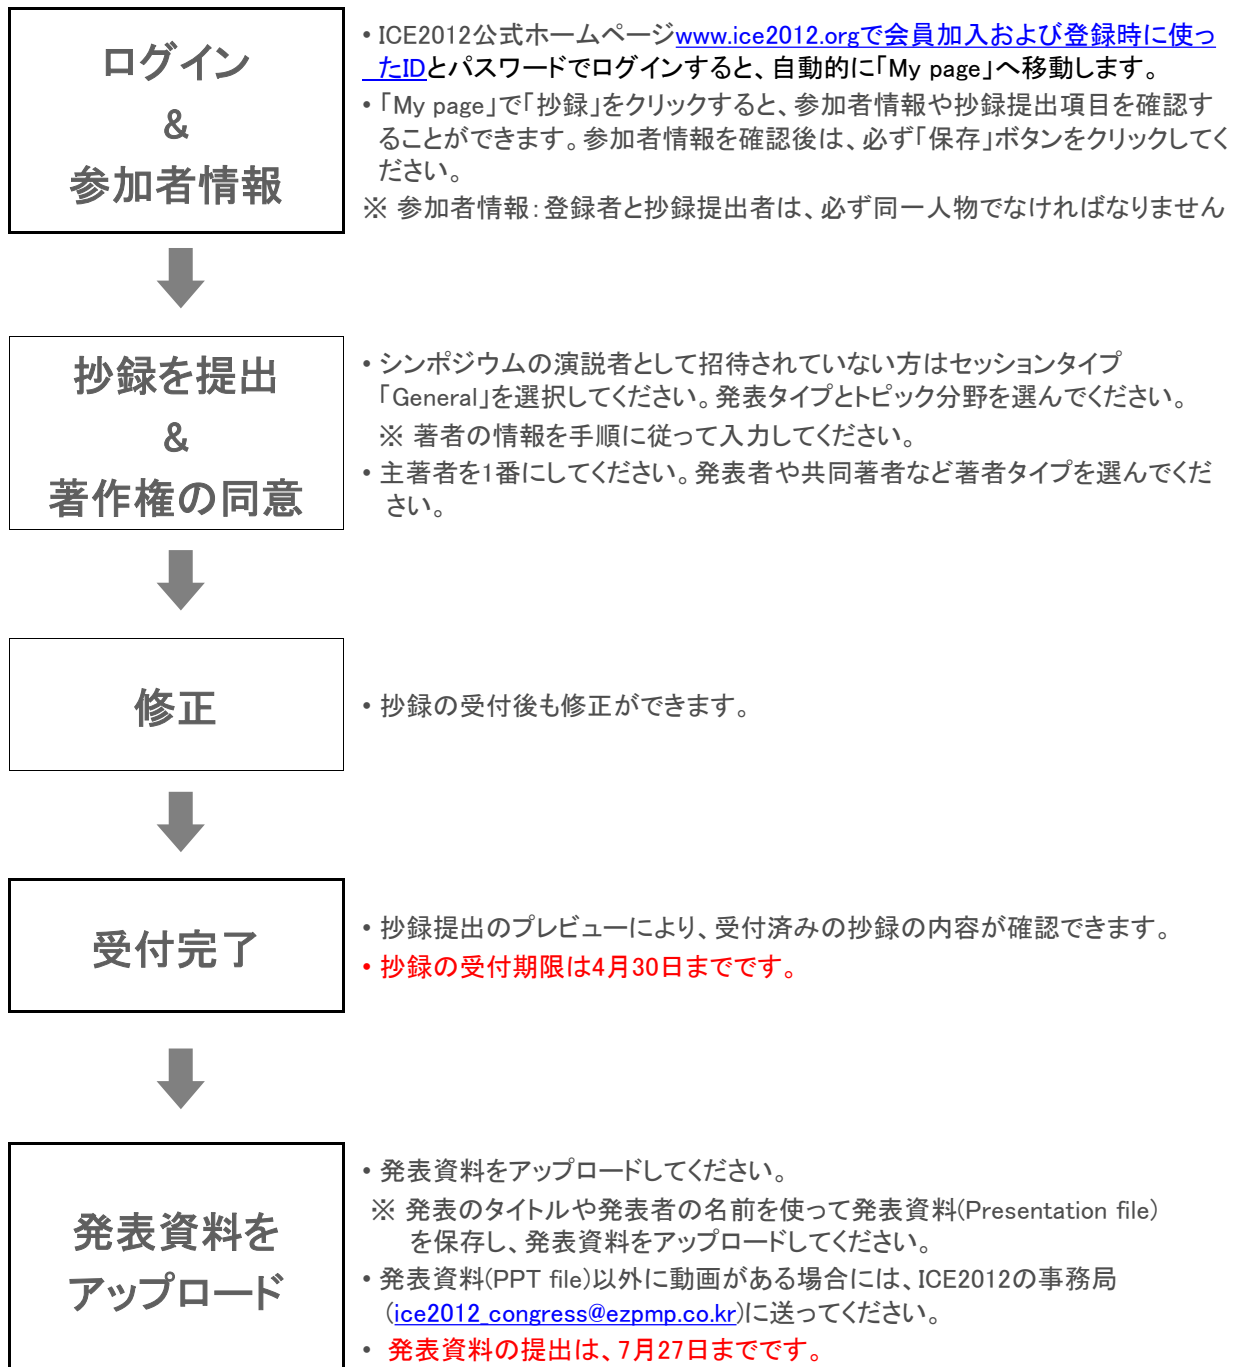 ログイン
&
参加者情報
• ICE2012公式ホームページwww.ice2012.orgで会員加入および登録時に使っ
たIDとパスワードでログインすると、自動的に「My page」へ移動します。
• 「My page」で「抄録」をクリックすると、参加者情報や抄録提出項目を確認す
ることができます。参加者情報を確認後は、必ず「保存」ボタンをクリックしてく
ださい。
※ 参加者情報：登録者と抄録提出者は、必ず同一人物でなければなりません
抄録を提出
&
著作権の同意
• シンポジウムの演説者として招待されていない方はセッションタイプ
「General」を選択してください。発表タイプとトピック分野を選んでください。
※ 著者の情報を手順に従って入力してください。
• 主著者を1番にしてください。発表者や共同著者など著者タイプを選んでくだ
さい。
修正
• 抄録の受付後も修正ができます。
受付完了
• 抄録提出のプレビューにより、受付済みの抄録の内容が確認できます。
• 抄録の受付期限は4月30日までです。
発表資料を
アップロード
• 発表資料をアップロードしてください。
※ 発表のタイトルや発表者の名前を使って発表資料(Presentation file)
を保存し、発表資料をアップロードしてください。
• 発表資料(PPT file)以外に動画がある場合には、ICE2012の事務局
(ice2012_congress@ezpmp.co.kr)に送ってください。
• 発表資料の提出は、7月27日までです。